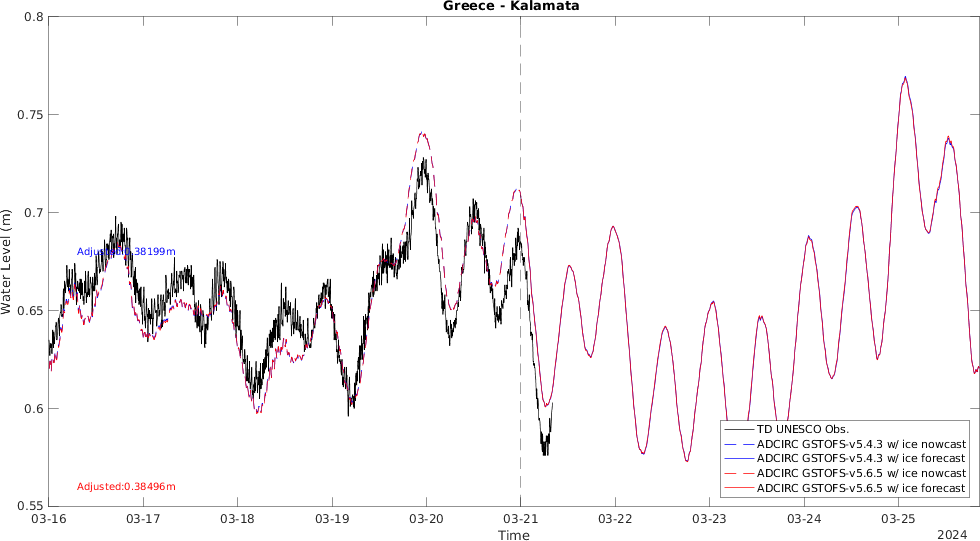 Greece - Kalamata
0.8
0.75
0.7
0.65
0.6
0.55
Water Level (m)
Adjusted:0.38199m
Adjusted:0.38496m
TD UNESCO Obs.
ADCIRC GSTOFS-v5.4.3 w/ ice nowcast
ADCIRC GSTOFS-v5.4.3 w/ ice forecast
ADCIRC GSTOFS-v5.6.5 w/ ice nowcast
ADCIRC GSTOFS-v5.6.5 w/ ice forecast
03-16 03-17 03-18 03-19 03-20 03-21 03-22 03-23 03-24 03-25
Time
2024